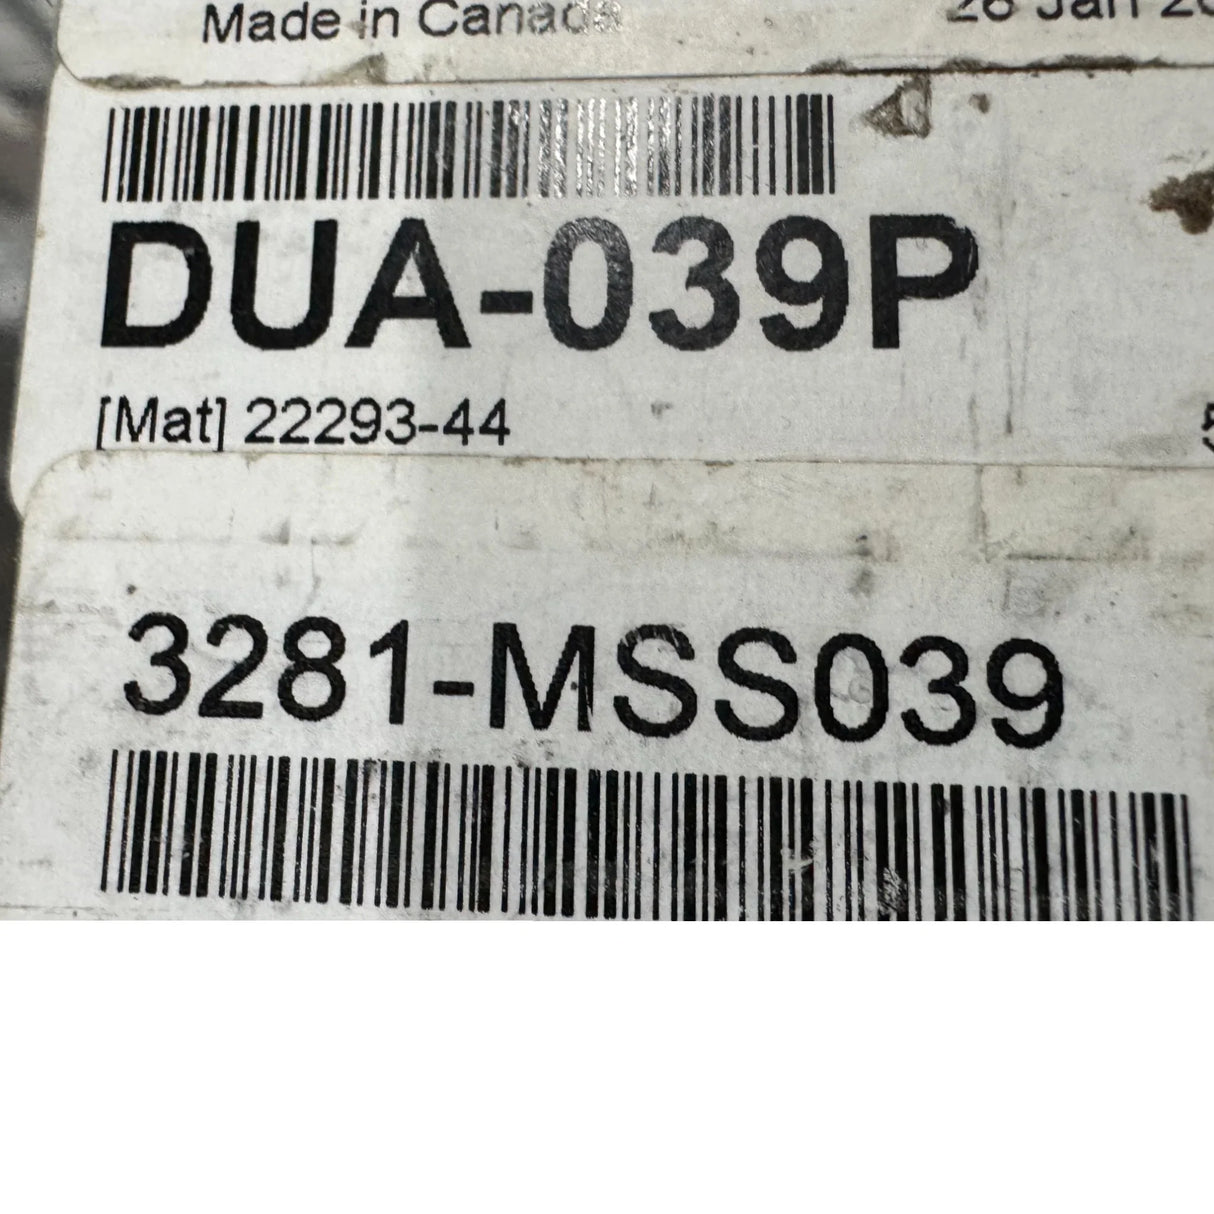 Made in Canada
DUA-039P
[Mat] 22293-44
3281-MSS039